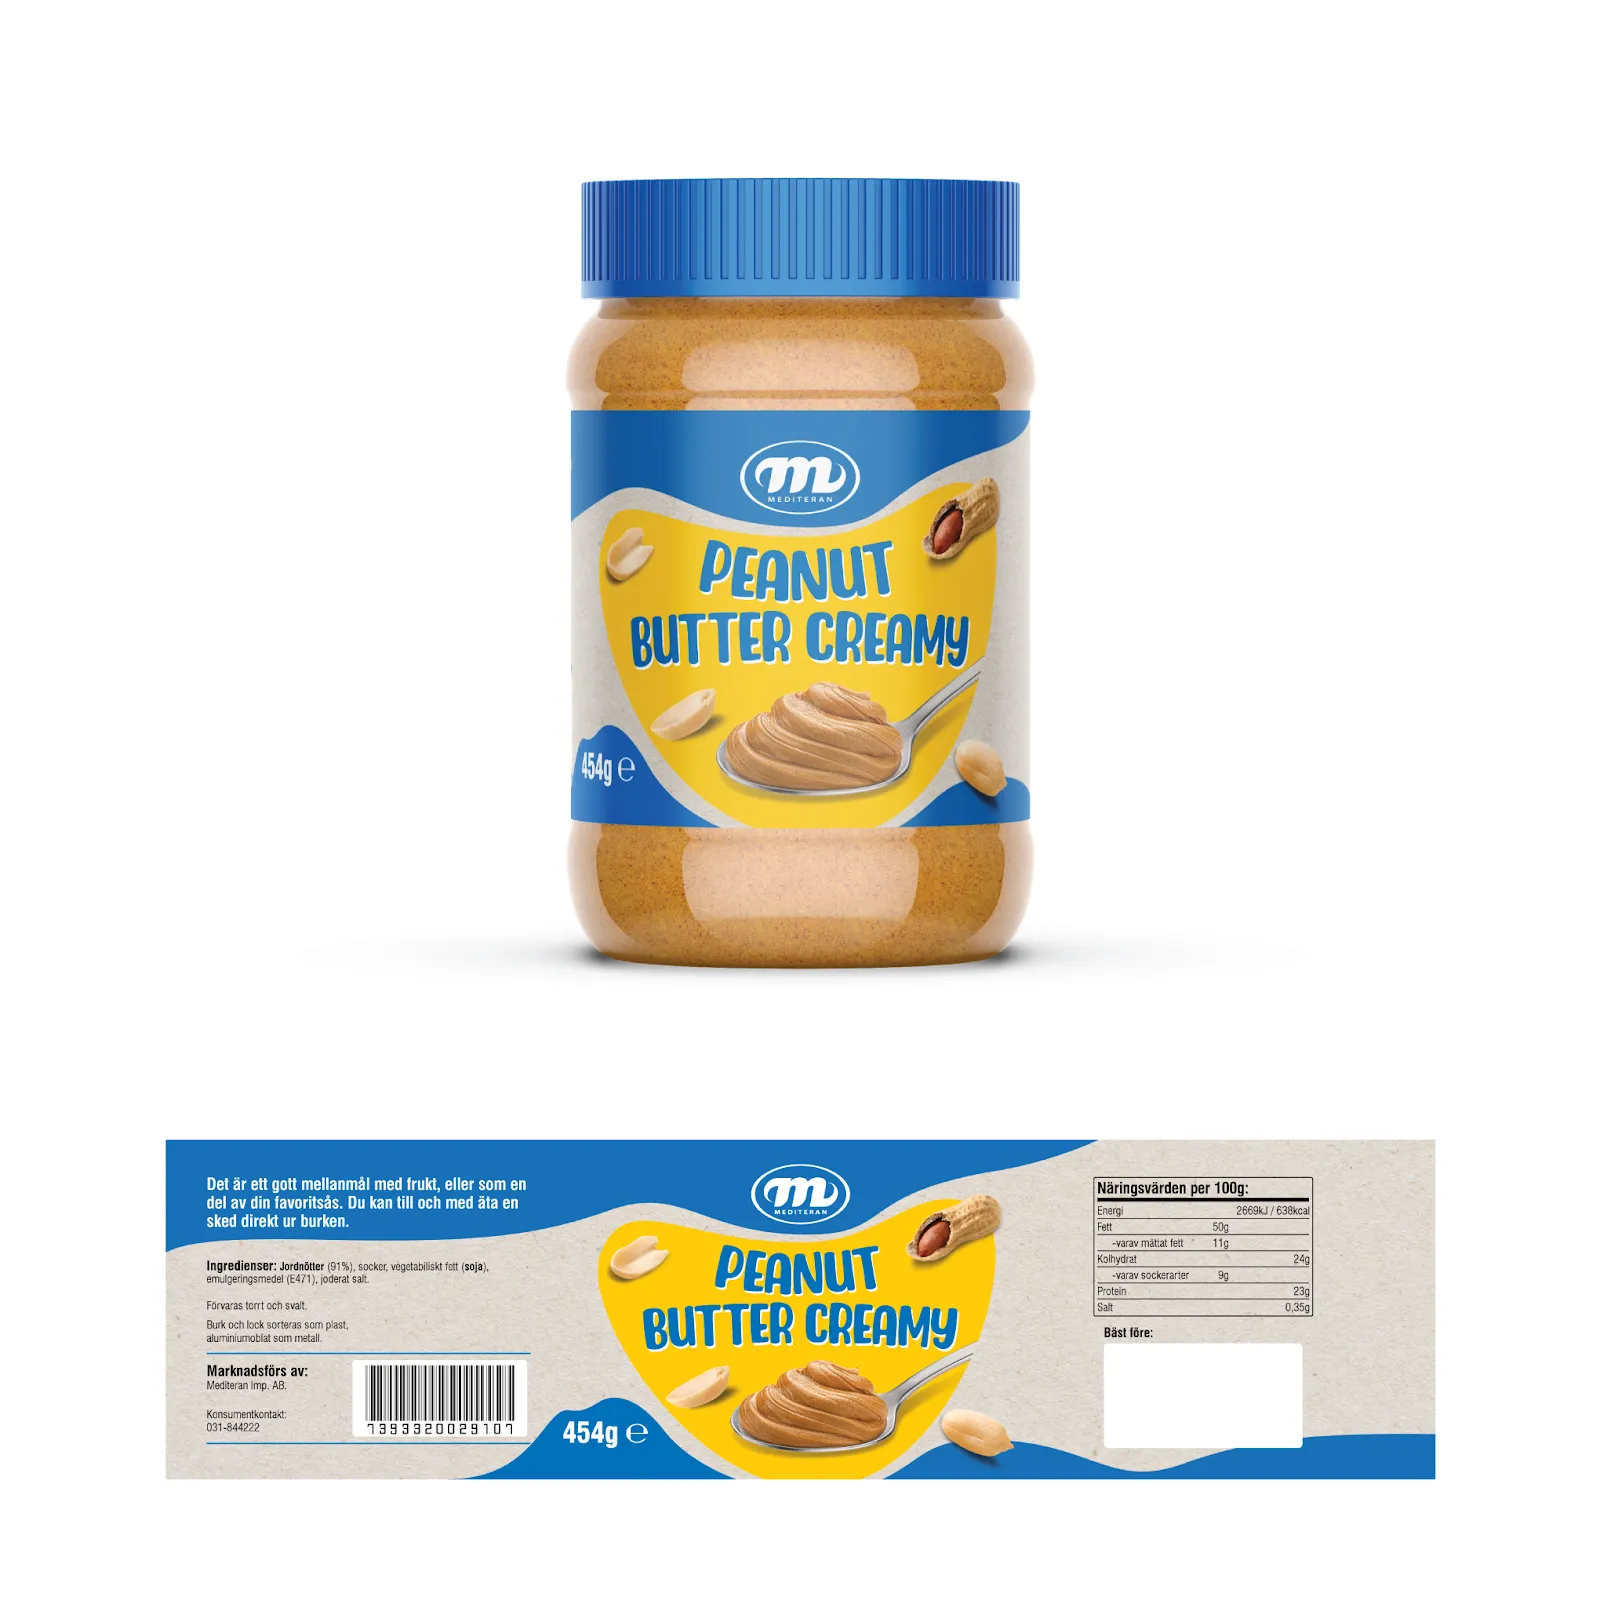 m
MEDITERAN
PEANUT
BUTTER CREAMY
454g ℮
Det är ett gott mellanmål med frukt, eller som en
del av din favoritsås. Du kan till och med äta en
sked direkt ur burken.
Ingredienser: Jordnötter (91%), socker, vegetabiliskt fett (soja),
emulgeringsmedel (E471), joderat salt.
Förvaras torrt och svalt.
Burk och lock sorteras som plast,
aluminiumoblat som metall.
Marknadsförs av:
Mediteran Imp. AB.
Konsumentkontakt:
031-844222
7393320029107
454g ℮
m
MEDITERAN
PEANUT
BUTTER CREAMY
Näringsvärden per 100g:
Energi 2669kJ / 638kcal
Fett 50g
-varav mättat fett 11g
Kolhydrat 24g
-varav sockerarter 9g
Protein 23g
Salt 0,35g
Bäst före: